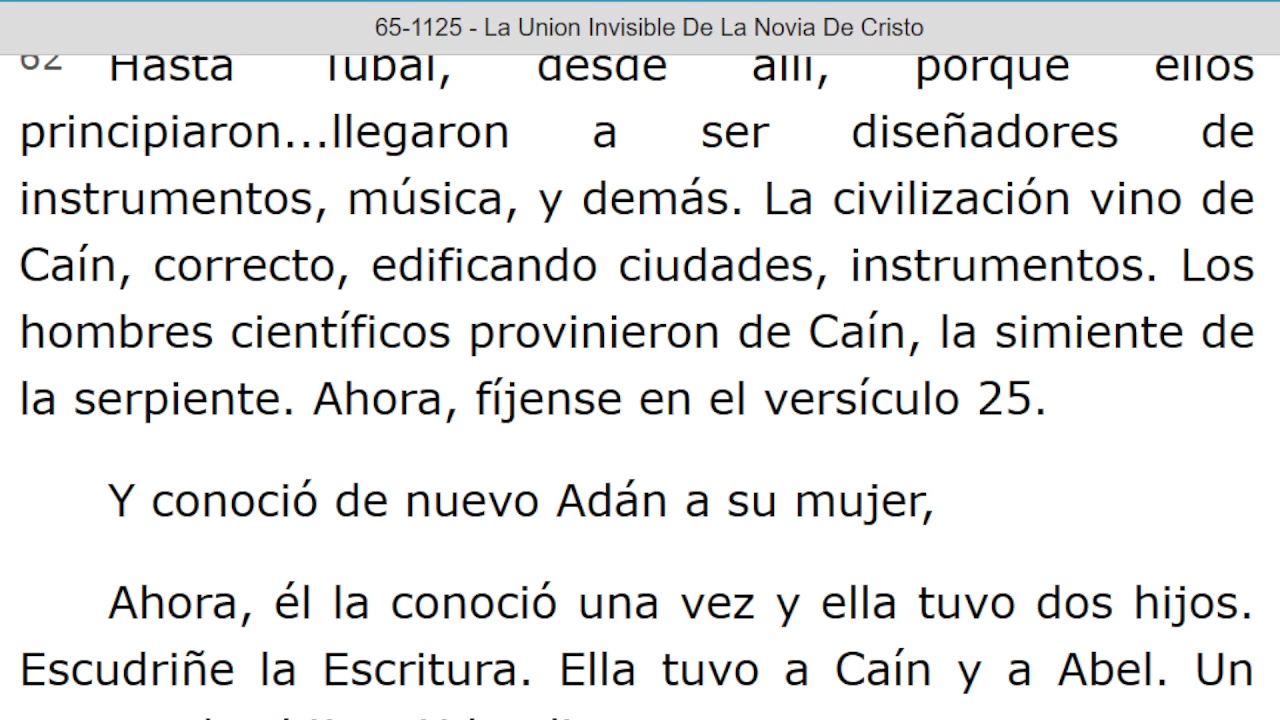 65-1125 - La Union Invisible De La Novia De Cristo
62 Hasta Tubal, desde allí, porque ellos
principiaron...llegaron a ser diseñadores de
instrumentos, música, y demás. La civilización vino de
Caín, correcto, edificando ciudades, instrumentos. Los
hombres científicos provinieron de Caín, la simiente de
la serpiente. Ahora, fíjense en el versículo 25.
Y conoció de nuevo Adán a su mujer,
Ahora, él la conoció una vez y ella tuvo dos hijos.
Escudriñe la Escritura. Ella tuvo a Caín y a Abel. Un